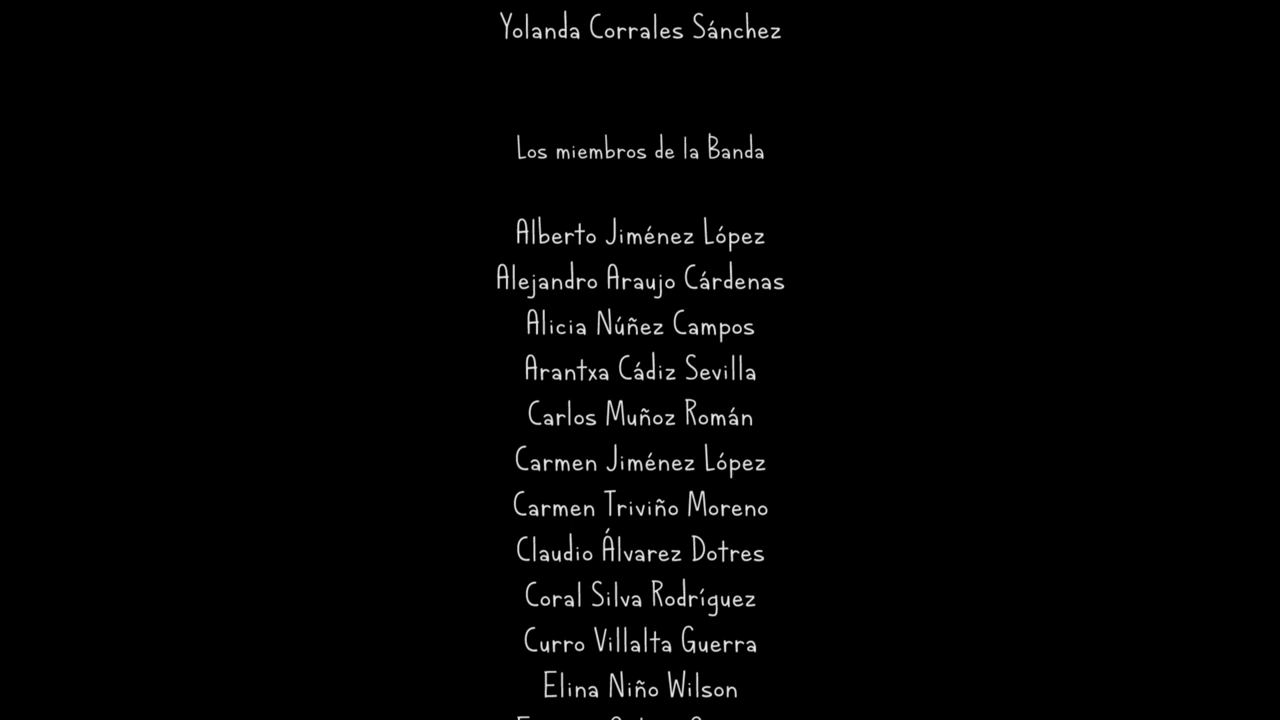 Yolanda Corrales Sánchez
Los miembros de la Banda
Alberto Jiménez López
Alejandro Araujo Cárdenas
Alicia Núñez Campos
Arantxa Cádiz Sevilla
Carlos Muñoz Román
Carmen Jiménez López
Carmen Triviño Moreno
Claudio Álvarez Dotres
Coral Silva Rodríguez
Curro Villalta Guerra
Elina Niño Wilson